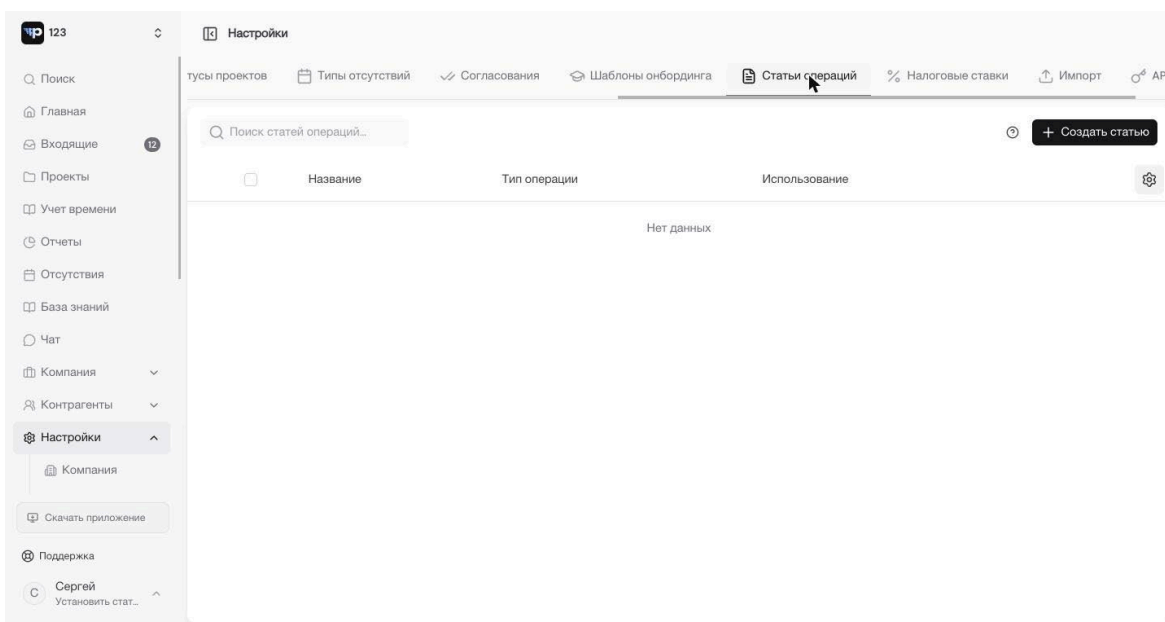 123
Настройки
Поиск
Главная
Входящие 12
Проекты
Учет времени
Отчеты
Отсутствия
База знаний
Чат
Компания
Контрагенты
Настройки
Компания
Скачать приложение
Поддержка
С Сергей
Установить стат...
тусы проектов Типы отсутствий Согласования Шаблоны онбординга Статьи операций Налоговые ставки Импорт AP
Поиск статей операций... Создать статью
Название Тип операции Использование
Нет данных